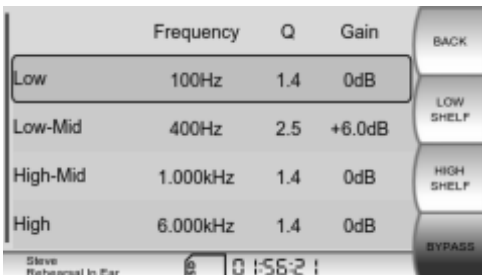 Frequency Q Gain
BACK
Low 100Hz 1.4 0dB
LOW
SHELF
Low-Mid 400Hz 2.5 +6.0dB
High-Mid 1.000kHz 1.4 0dB
HIGH
SHELF
High 6.000kHz 1.4 0dB
BYPASS
Steve
Rehearsal In Ear
01:56:21